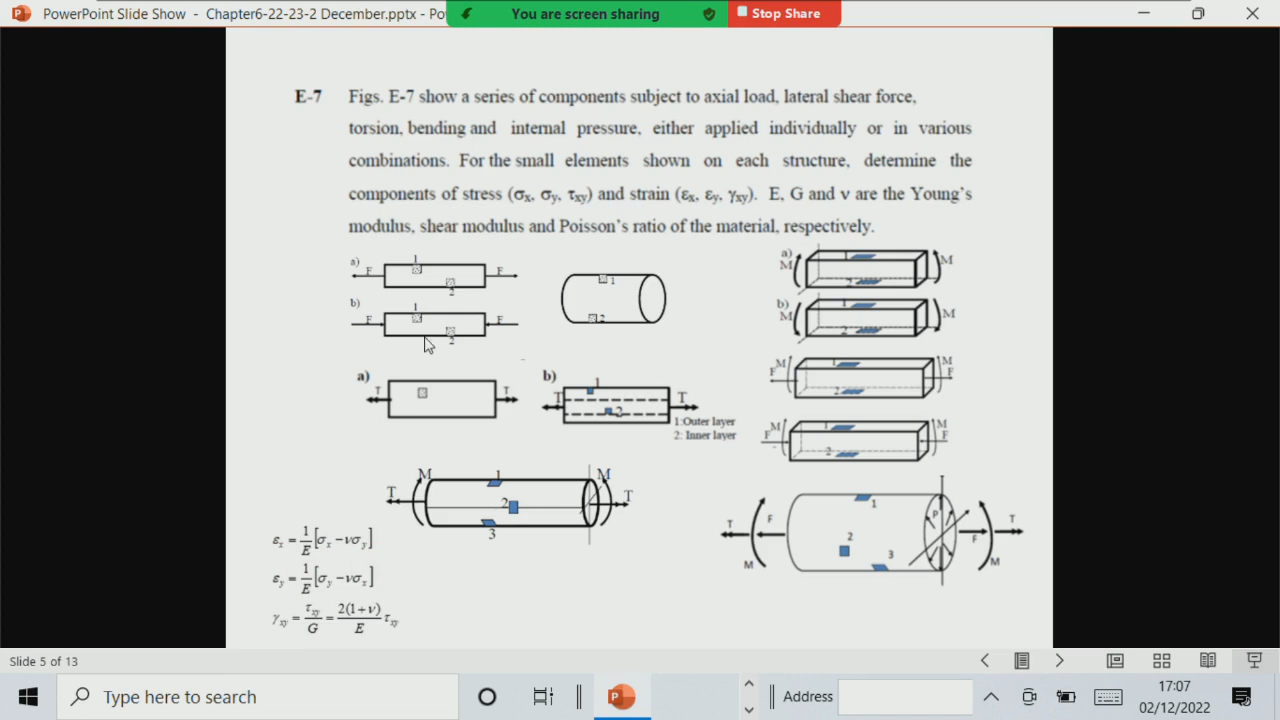 PowerPoint Slide Show - Chapter6-22-23-2 December.pptx - Po
You are screen sharing
Stop Share
E-7 Figs. E-7 show a series of components subject to axial load, lateral shear force,
torsion, bending and internal pressure, either applied individually or in various
combinations. For the small elements shown on each structure, determine the
components of stress (σx, σy, τxy) and strain (εx, εy, γxy). E, G and ν are the Young's
modulus, shear modulus and Poisson's ratio of the material, respectively.
a)
F 1 F
2
b)
F 1 F
2
1
2
a)
M 1 M
2
b)
M 1 M
2
F M 1 M F
2
F M 1 M F
2
a)
T T
b)
T 1 T
2
1:Outer layer
2: Inner layer
M 1 M
T 2 T
3
T F 1 P T
2 F
M 3 M
εx = 1/E [σx − νσy]
εy = 1/E [σy − νσx]
γxy = τxy/G = 2(1+ν)/E τxy
Slide 5 of 13
Type here to search
Address
17:07
02/12/2022